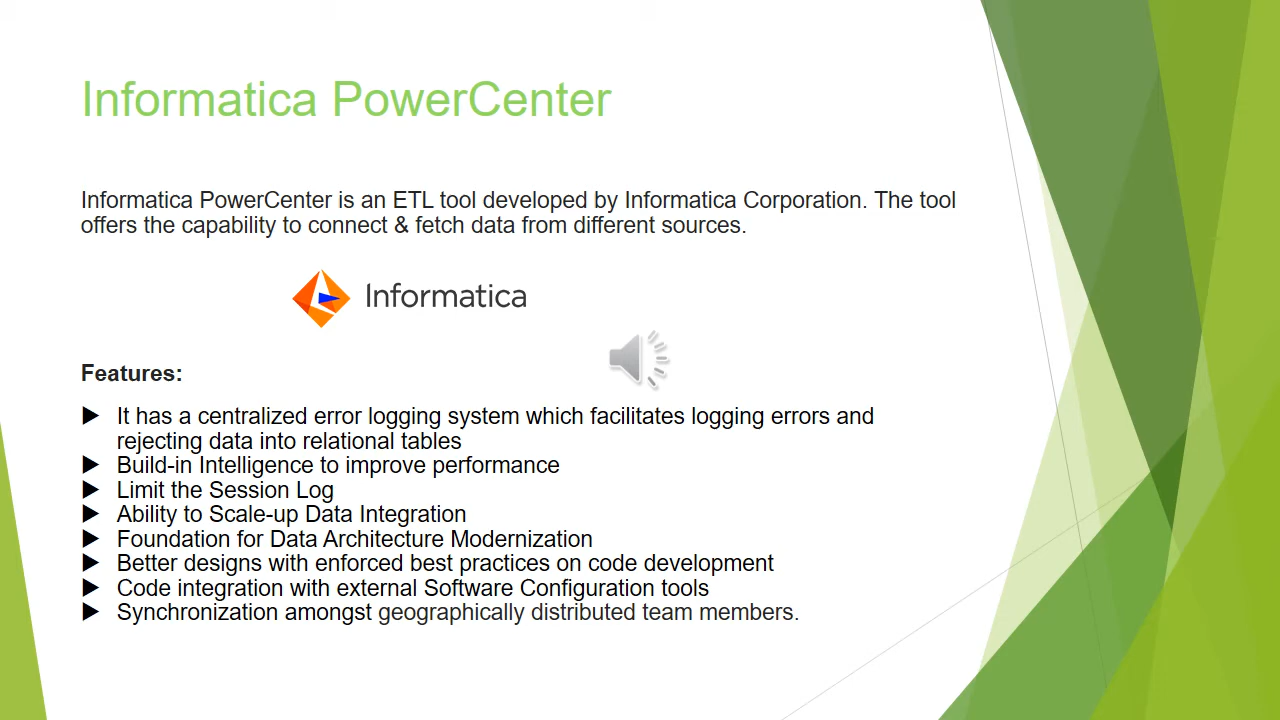 Informatica PowerCenter
Informatica PowerCenter is an ETL tool developed by Informatica Corporation. The tool
offers the capability to connect & fetch data from different sources.
Informatica
Features:
It has a centralized error logging system which facilitates logging errors and
rejecting data into relational tables
Build-in Intelligence to improve performance
Limit the Session Log
Ability to Scale-up Data Integration
Foundation for Data Architecture Modernization
Better designs with enforced best practices on code development
Code integration with external Software Configuration tools
Synchronization amongst geographically distributed team members.